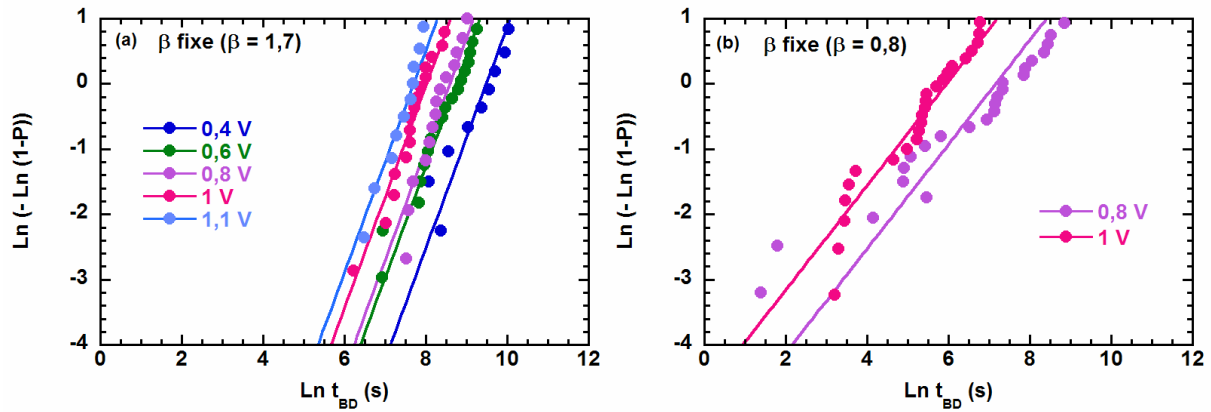 (a) β fixe (β = 1,7)
0,4 V
0,6 V
0,8 V
1 V
1,1 V
Ln (- Ln (1-P))
1
0
-1
-2
-3
-4
0 2 4 6 8 10 12
Ln t_BD (s)
(b) β fixe (β = 0,8)
0,8 V
1 V
Ln (- Ln (1-P))
1
0
-1
-2
-3
-4
0 2 4 6 8 10 12
Ln t_BD (s)